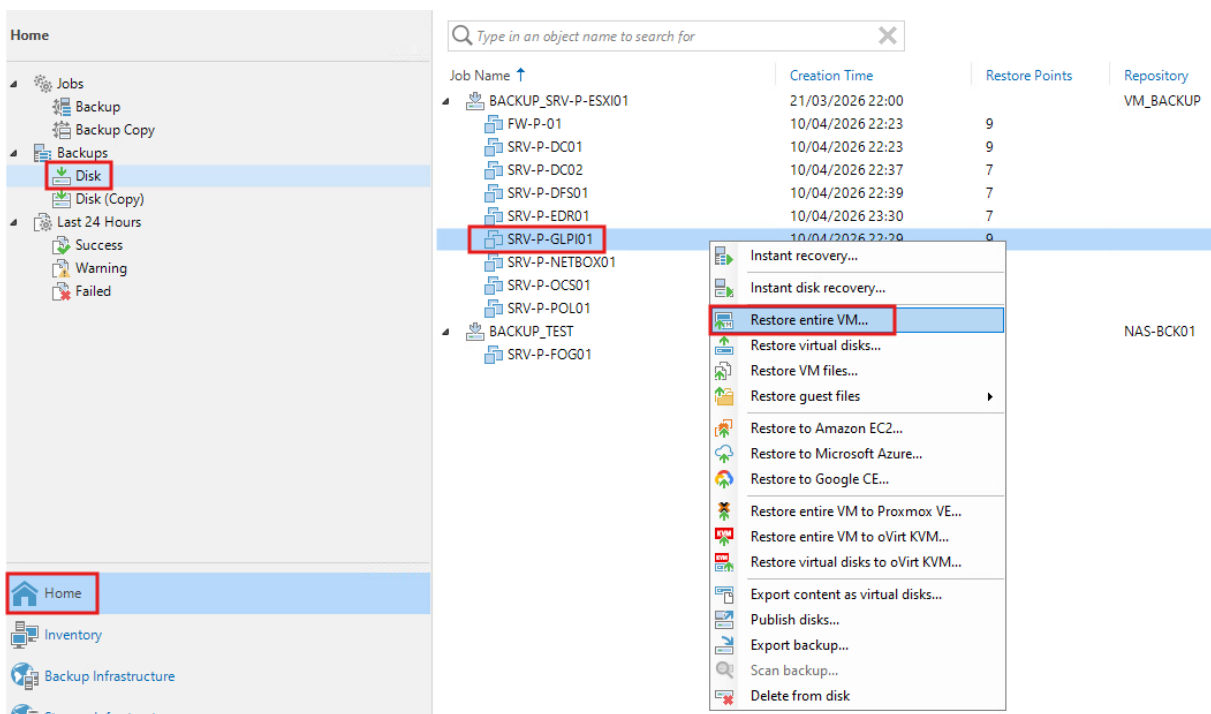 Home
Jobs
Backup
Backup Copy
Backups
Disk
Disk (Copy)
Last 24 Hours
Success
Warning
Failed
Home
Inventory
Backup Infrastructure
Type in an object name to search for
Job Name Creation Time Restore Points Repository
BACKUP_SRV-P-ESXI01 21/03/2026 22:00 VM_BACKUP
FW-P-01 10/04/2026 22:23 9
SRV-P-DC01 10/04/2026 22:23 9
SRV-P-DC02 10/04/2026 22:37 7
SRV-P-DFS01 10/04/2026 22:39 7
SRV-P-EDR01 10/04/2026 23:30 7
SRV-P-GLPI01 10/04/2026 22:29 9
SRV-P-NETBOX01
SRV-P-OCS01
SRV-P-POL01
BACKUP_TEST NAS-BCK01
SRV-P-FOG01
Instant recovery...
Instant disk recovery...
Restore entire VM...
Restore virtual disks...
Restore VM files...
Restore guest files
Restore to Amazon EC2...
Restore to Microsoft Azure...
Restore to Google CE...
Restore entire VM to Proxmox VE...
Restore entire VM to oVirt KVM...
Restore virtual disks to oVirt KVM...
Export content as virtual disks...
Publish disks...
Export backup...
Scan backup...
Delete from disk